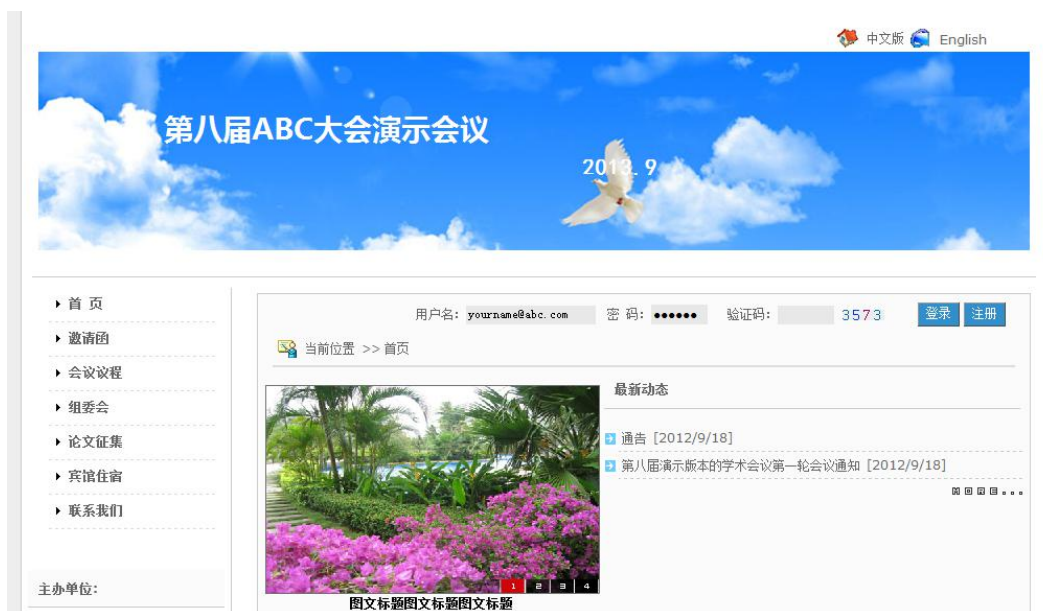 中文版 English
第八届ABC大会演示会议
2013.9
首 页
邀请函
会议议程
组委会
论文征集
宾馆住宿
联系我们
主办单位:
用户名: yourname@abc.com 密 码: ●●●●●● 验证码: 3573 登录 注册
当前位置 >> 首页
1 2 3 4
图文标题图文标题图文标题
最新动态
通告 [2012/9/18]
第八届演示版本的学术会议第一轮会议通知 [2012/9/18]